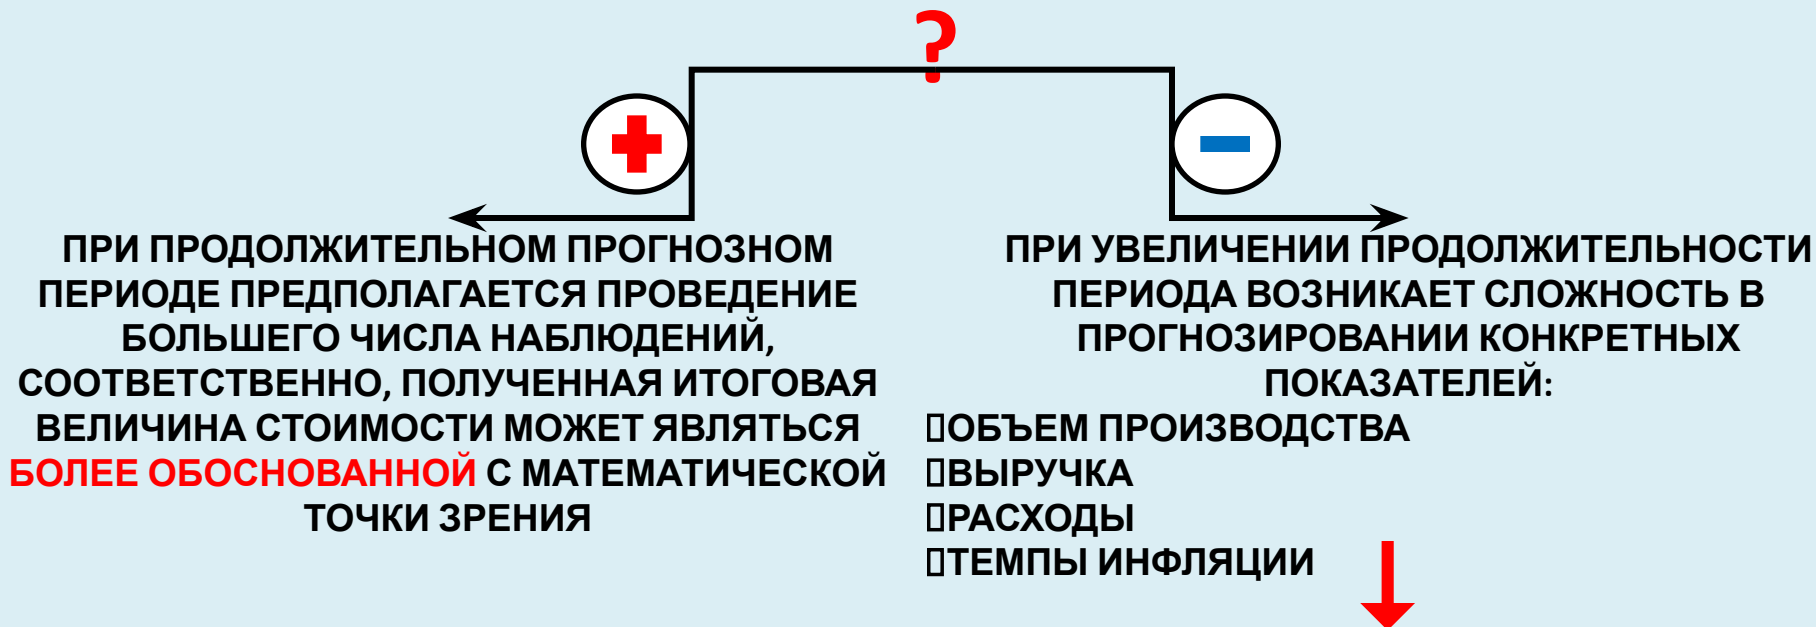 ?
ПРИ ПРОДОЛЖИТЕЛЬНОМ ПРОГНОЗНОМ
ПЕРИОДЕ ПРЕДПОЛАГАЕТСЯ ПРОВЕДЕНИЕ
БОЛЬШЕГО ЧИСЛА НАБЛЮДЕНИЙ,
СООТВЕТСТВЕННО, ПОЛУЧЕННАЯ ИТОГОВАЯ
ВЕЛИЧИНА СТОИМОСТИ МОЖЕТ ЯВЛЯТЬСЯ
БОЛЕЕ ОБОСНОВАННОЙ С МАТЕМАТИЧЕСКОЙ
ТОЧКИ ЗРЕНИЯ
ПРИ УВЕЛИЧЕНИИ ПРОДОЛЖИТЕЛЬНОСТИ
ПЕРИОДА ВОЗНИКАЕТ СЛОЖНОСТЬ В
ПРОГНОЗИРОВАНИИ КОНКРЕТНЫХ
ПОКАЗАТЕЛЕЙ:
ОБЪЕМ ПРОИЗВОДСТВА
ВЫРУЧКА
РАСХОДЫ
ТЕМПЫ ИНФЛЯЦИИ